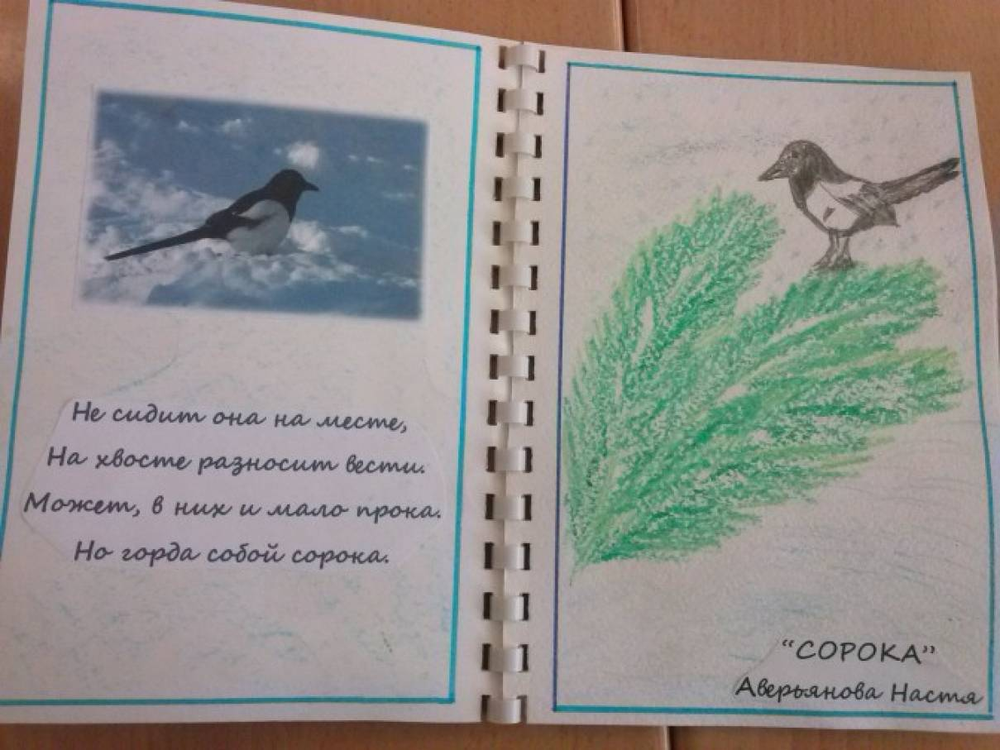 Не сидит она на месте,
На хвосте разносит вести.
Может, в них и мало прока.
Но горда собой сорока.
“СОРОКА”
Аверьянова Настя